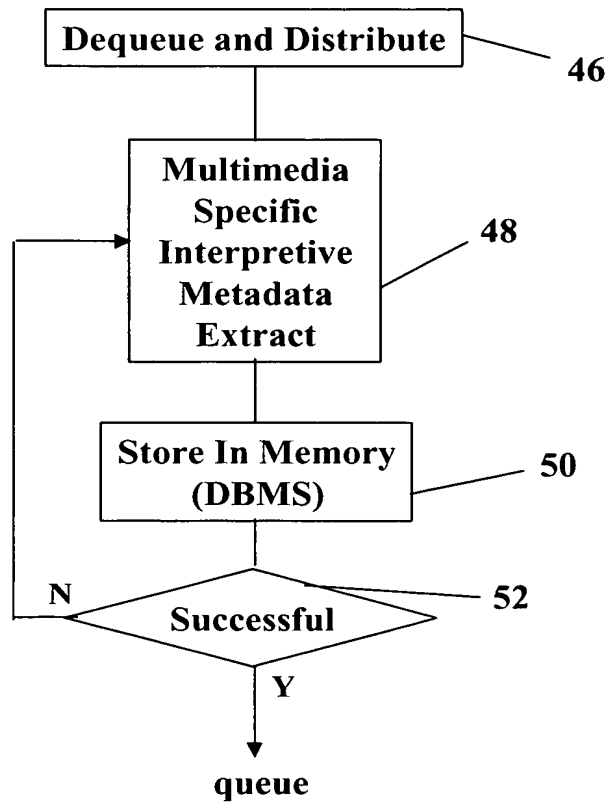 Dequeue and Distribute
46
Multimedia
Specific
Interpretive
Metadata
Extract
48
Store In Memory
(DBMS)
50
N
Successful
52
Y
queue